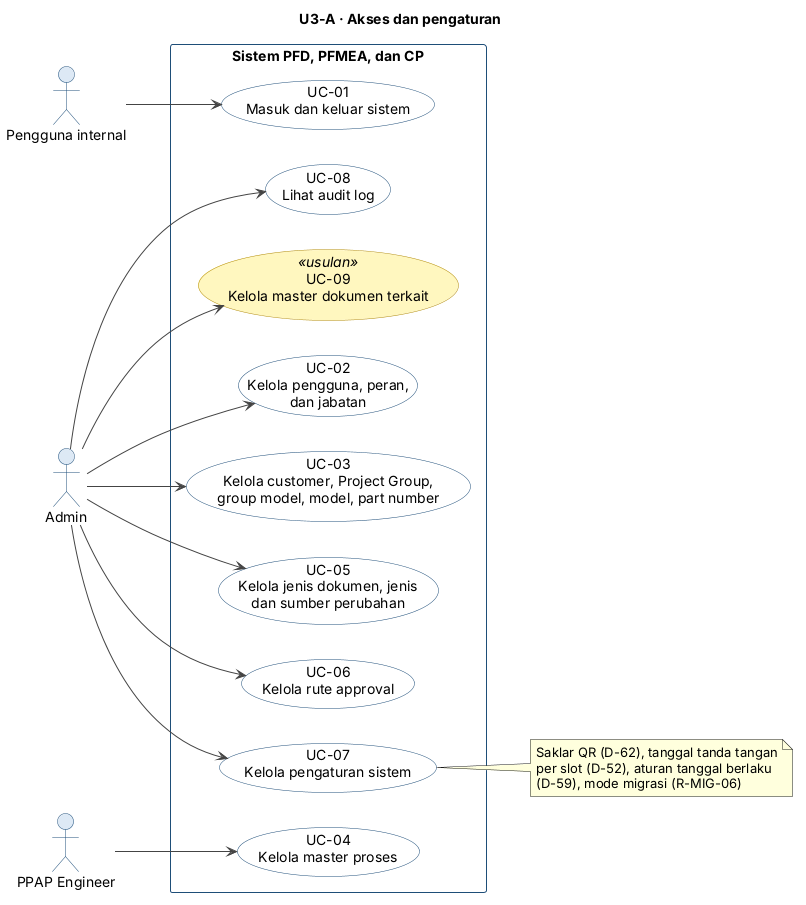 U3-A · Akses dan pengaturan
Sistem PFD, PFMEA, dan CP
Pengguna internal
UC-01
Masuk dan keluar sistem
UC-08
Lihat audit log
«usulan»
UC-09
Kelola master dokumen terkait
UC-02
Kelola pengguna, peran,
dan jabatan
Admin
UC-03
Kelola customer, Project Group,
group model, model, part number
UC-05
Kelola jenis dokumen, jenis
dan sumber perubahan
UC-06
Kelola rute approval
UC-07
Kelola pengaturan sistem
Saklar QR (D-62), tanggal tanda tangan
per slot (D-52), aturan tanggal berlaku
(D-59), mode migrasi (R-MIG-06)
PPAP Engineer
UC-04
Kelola master proses